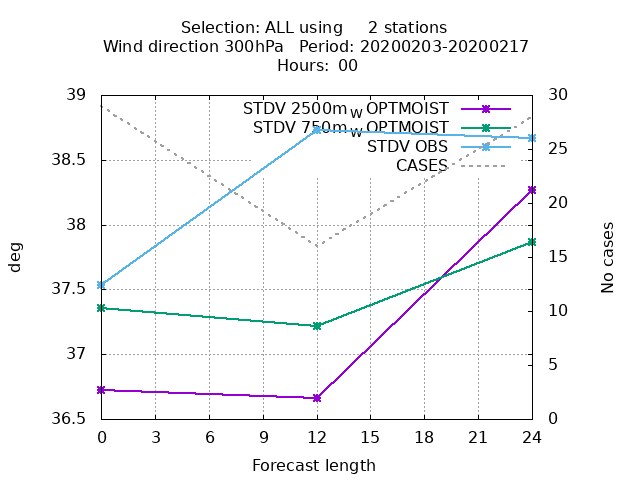 Selection: ALL using 2 stations
Wind direction 300hPa Period: 20200203-20200217
Hours: 00
39
38.5
38
37.5
37
36.5
deg
30
25
20
15
10
5
0
No cases
STDV 2500m_W OPTMOIST
STDV 750m_W OPTMOIST
STDV OBS
CASES
0 3 6 9 12 15 18 21 24
Forecast length